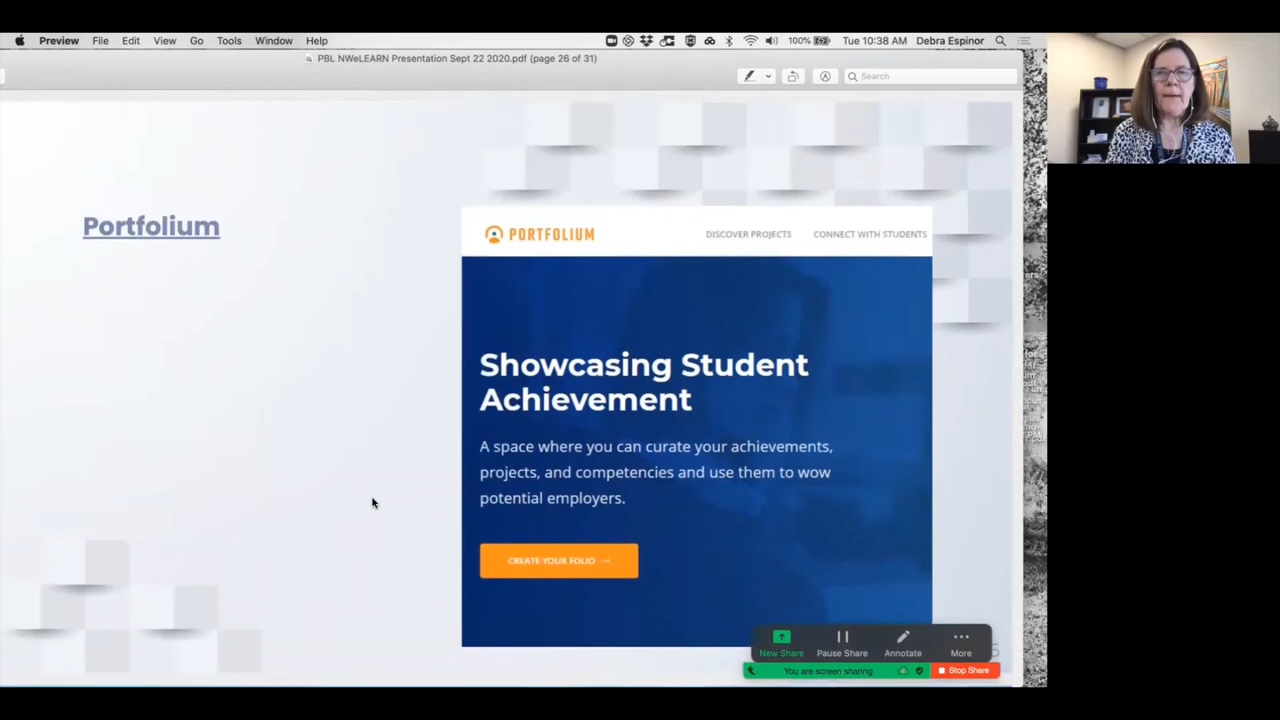 Preview File Edit View Go Tools Window Help 100% Tue 10:38 AM Debra Espinor
PBL NWeLEARN Presentation Sept 22 2020.pdf (page 26 of 31)
Search
Portfolium
PORTFOLIUM DISCOVER PROJECTS CONNECT WITH STUDENTS
Showcasing Student
Achievement
A space where you can curate your achievements,
projects, and competencies and use them to wow
potential employers.
CREATE YOUR FOLIO →
New Share Pause Share Annotate More
You are screen sharing Stop Share